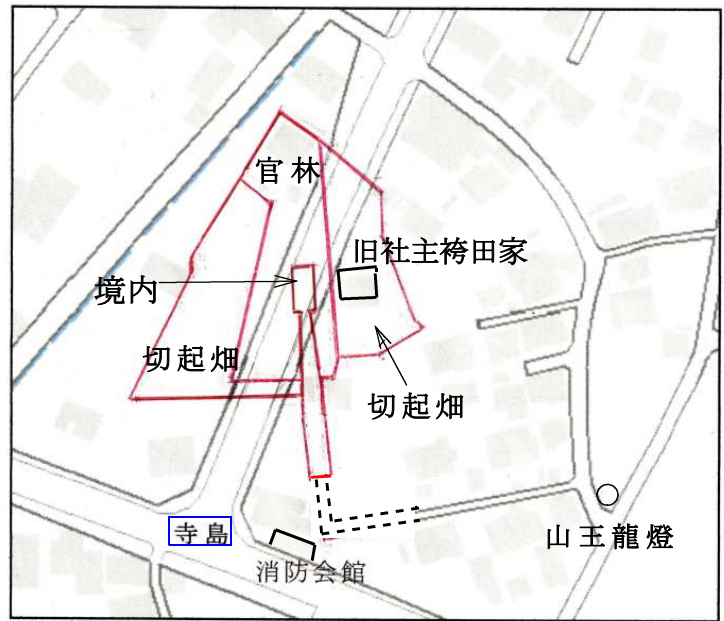 官林
旧社主袴田家
境内
切起畑
切起畑
寺島
山王龍燈
消防会館